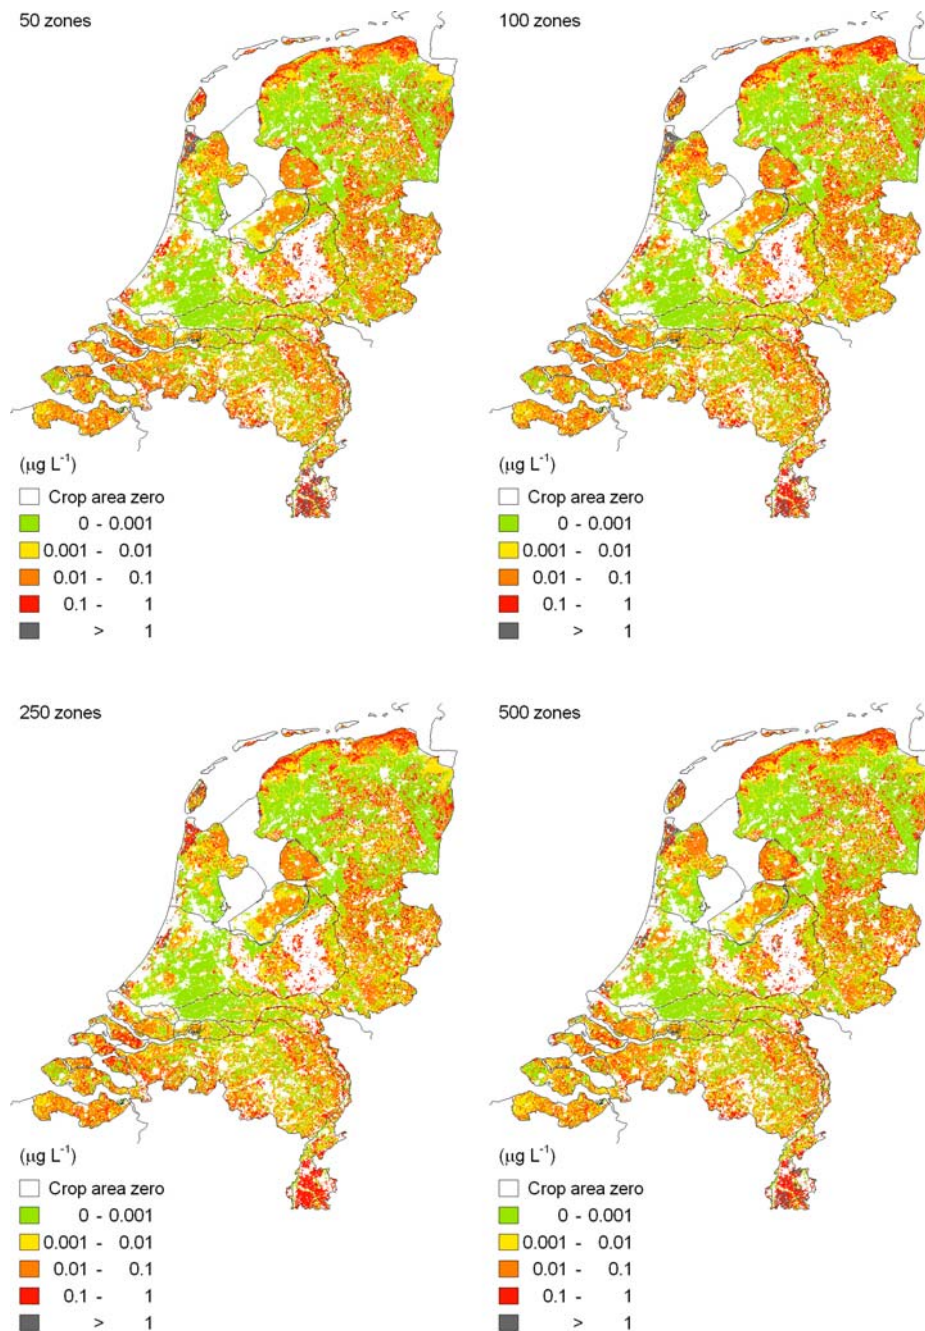 50 zones
(µg L-1)
Crop area zero
0 - 0.001
0.001 - 0.01
0.01 - 0.1
0.1 - 1
> 1
100 zones
(µg L-1)
Crop area zero
0 - 0.001
0.001 - 0.01
0.01 - 0.1
0.1 - 1
> 1
250 zones
(µg L-1)
Crop area zero
0 - 0.001
0.001 - 0.01
0.01 - 0.1
0.1 - 1
> 1
500 zones
(µg L-1)
Crop area zero
0 - 0.001
0.001 - 0.01
0.01 - 0.1
0.1 - 1
> 1